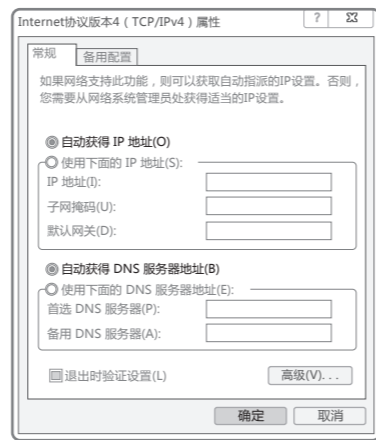 Internet协议版本4（TCP/IPv4）属性
?
常规 备用配置
如果网络支持此功能，则可以获取自动指派的IP设置。否则，
您需要从网络系统管理员处获得适当的IP设置。
自动获得 IP 地址(O)
使用下面的 IP 地址(S):
IP 地址(I):
子网掩码(U):
默认网关(D):
自动获得 DNS 服务器地址(B)
使用下面的 DNS 服务器地址(E):
首选 DNS 服务器(P):
备用 DNS 服务器(A):
退出时验证设置(L)
高级(V)...
确定 取消